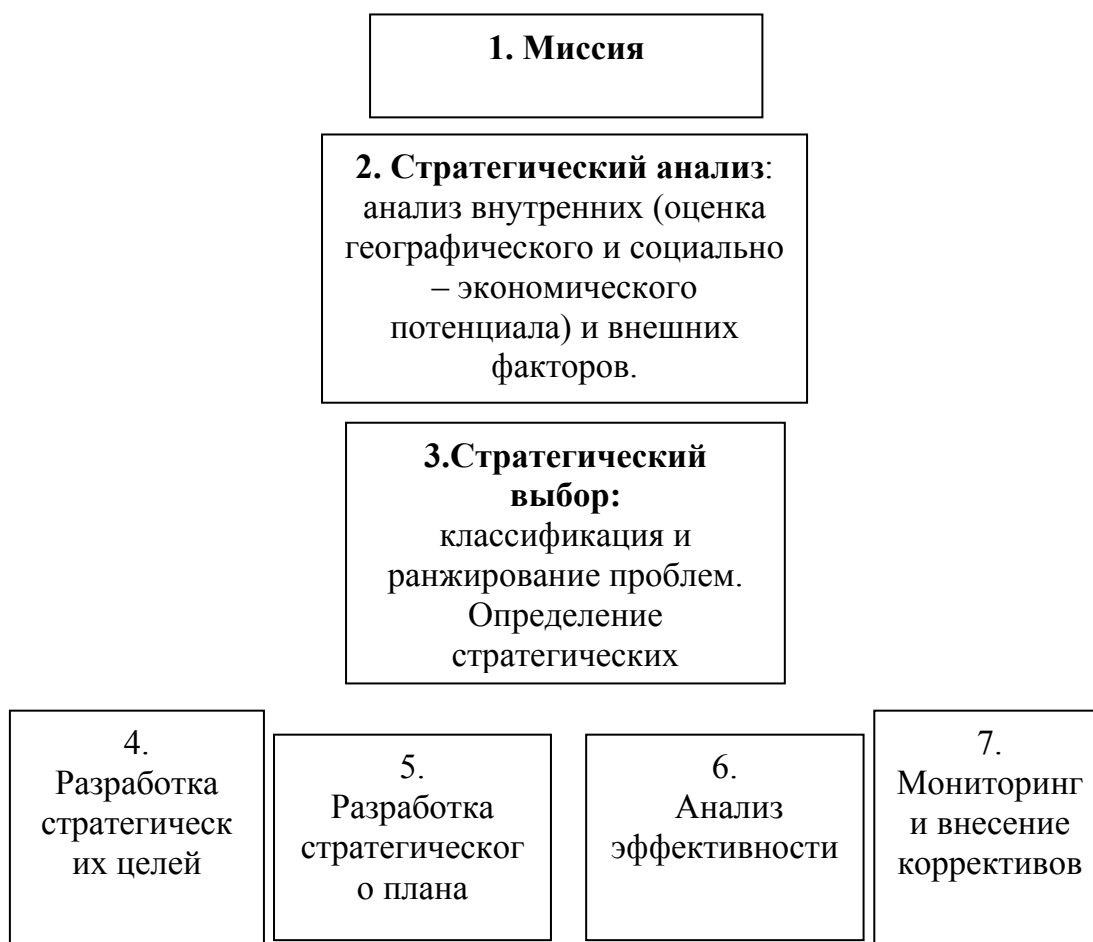 1. Миссия
2. Стратегический анализ:
анализ внутренних (оценка
географического и социально
– экономического
потенциала) и внешних
факторов.
3.Стратегический
выбор:
классификация и
ранжирование проблем.
Определение
стратегических
4.
Разработка
стратегическ
их целей
5.
Разработка
стратегическог
о плана
6.
Анализ
эффективности
7.
Мониторинг
и внесение
коррективов